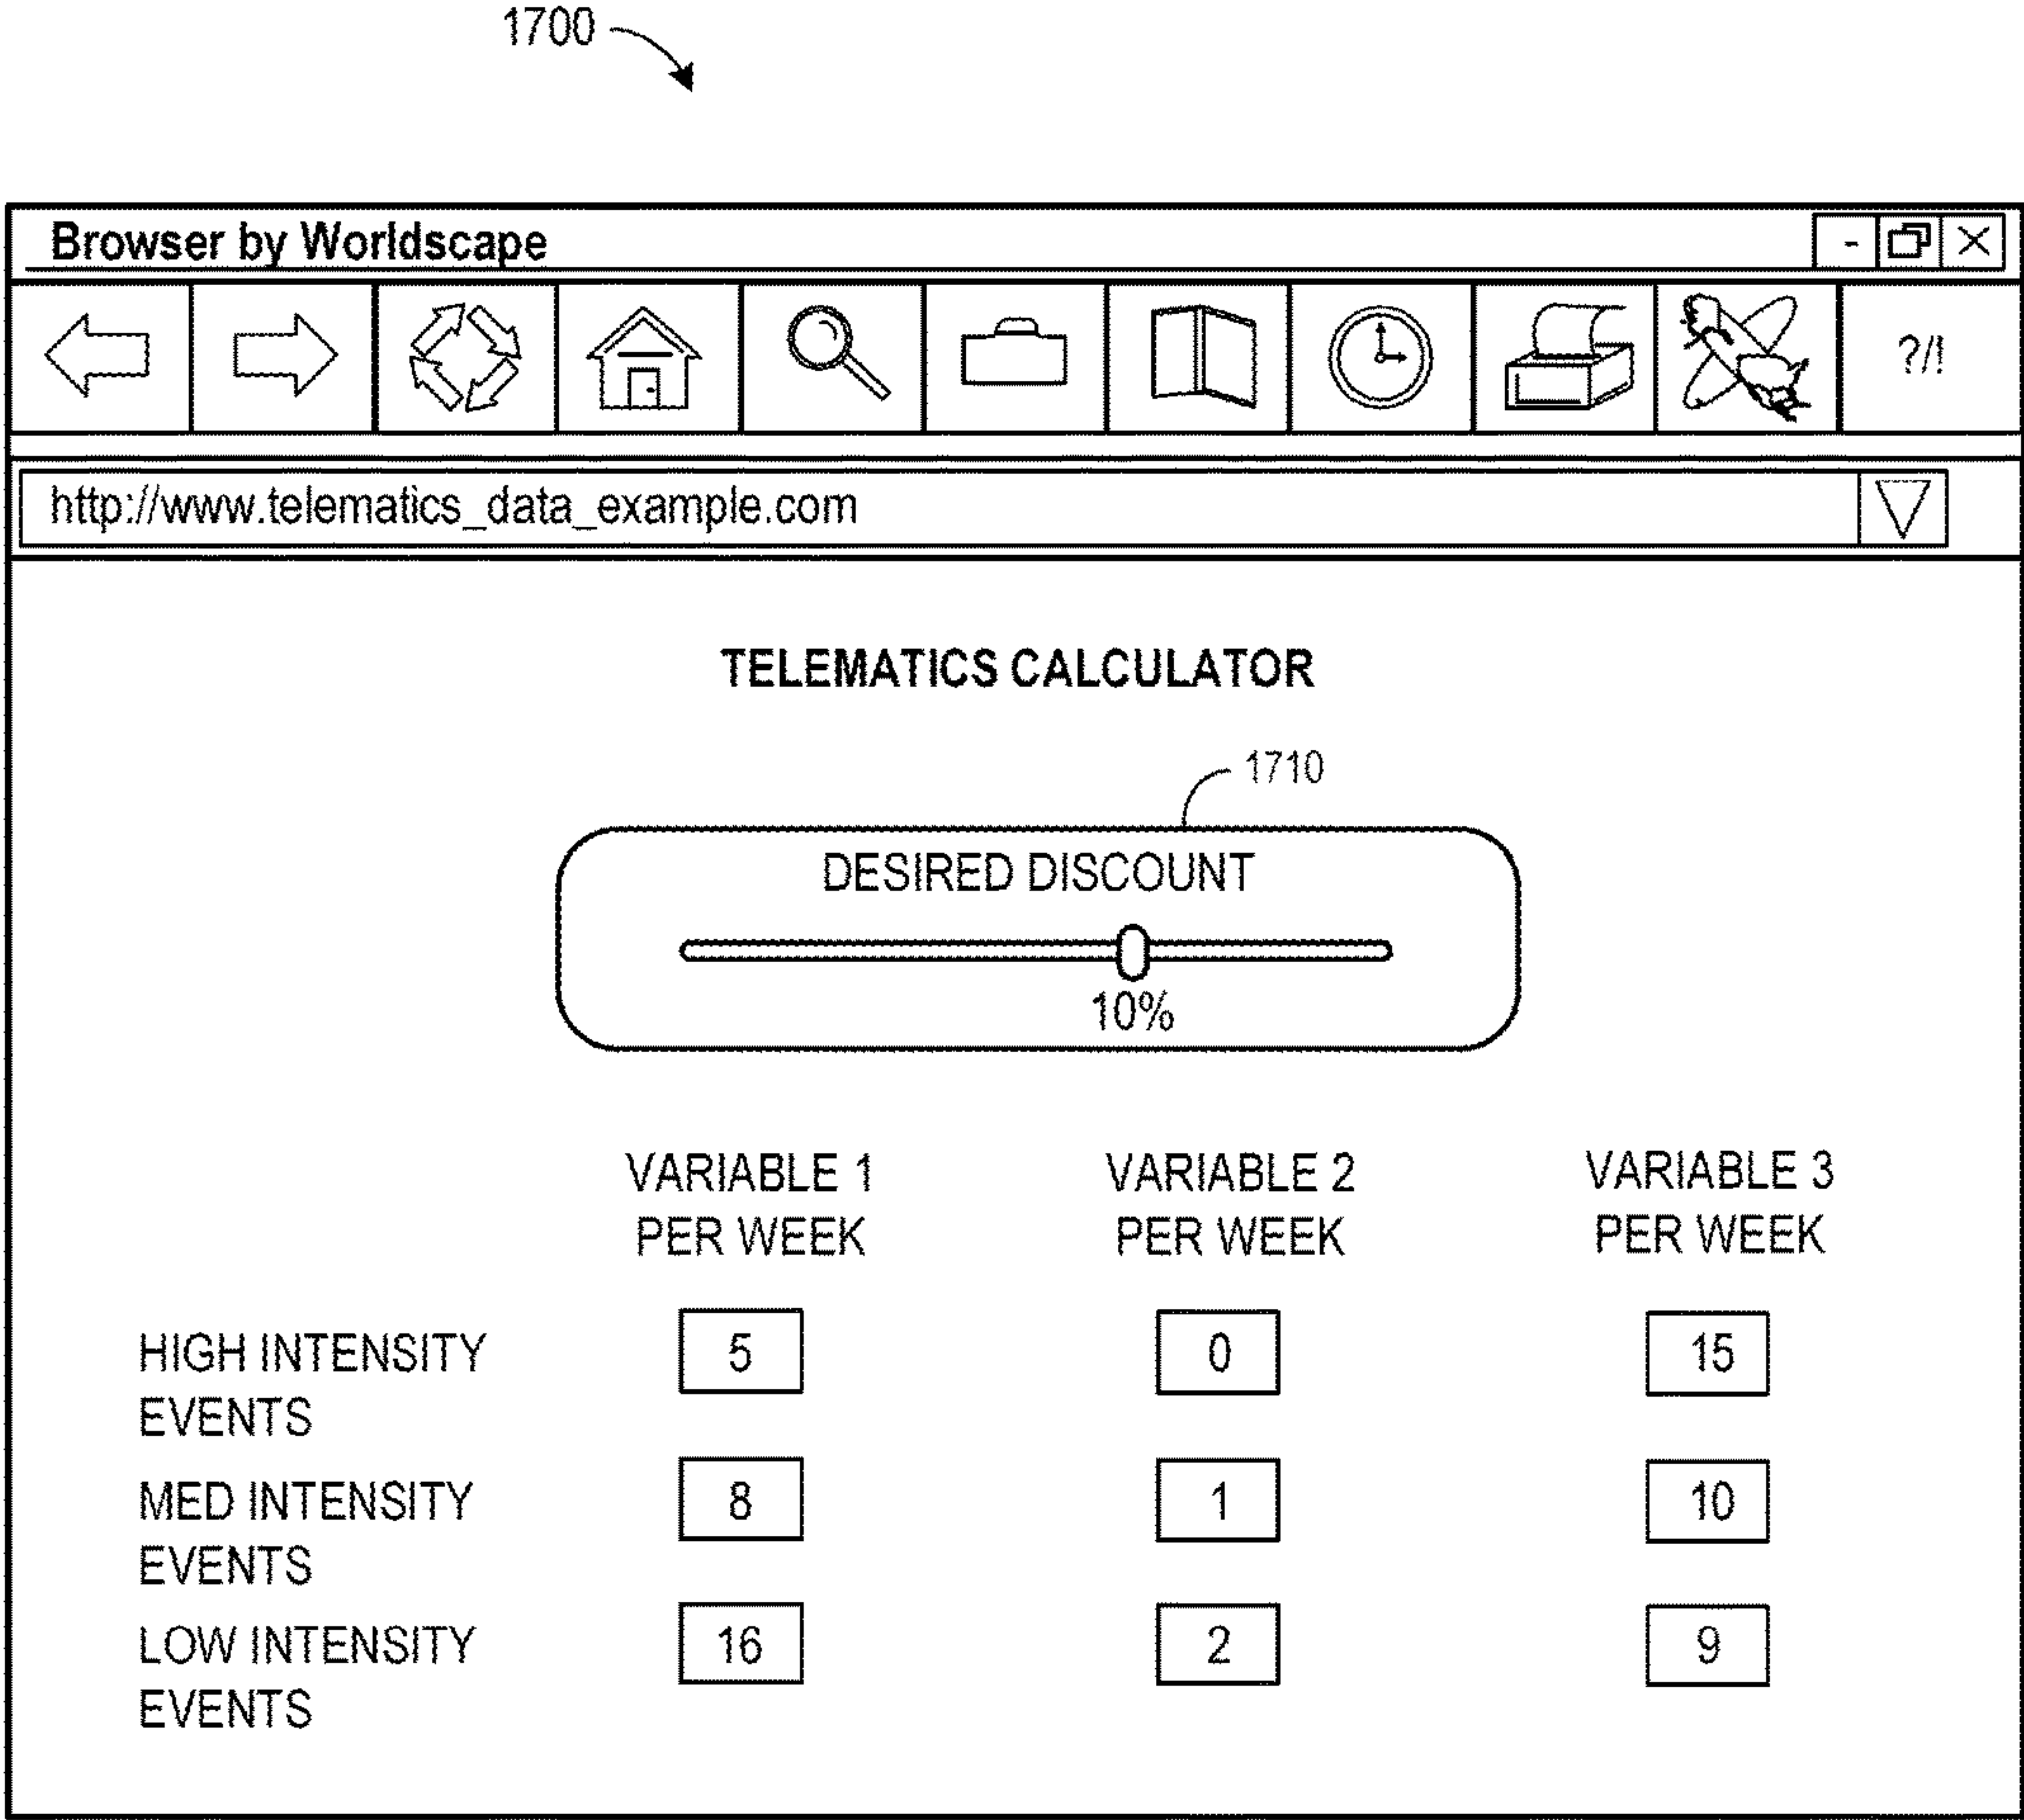 1700
Browser by Worldscape
?/!
http://www.telematics_data_example.com
TELEMATICS CALCULATOR
1710
DESIRED DISCOUNT
10%
VARIABLE 1 VARIABLE 2 VARIABLE 3
PER WEEK PER WEEK PER WEEK
HIGH INTENSITY 5 0 15
EVENTS
MED INTENSITY 8 1 10
EVENTS
LOW INTENSITY 16 2 9
EVENTS